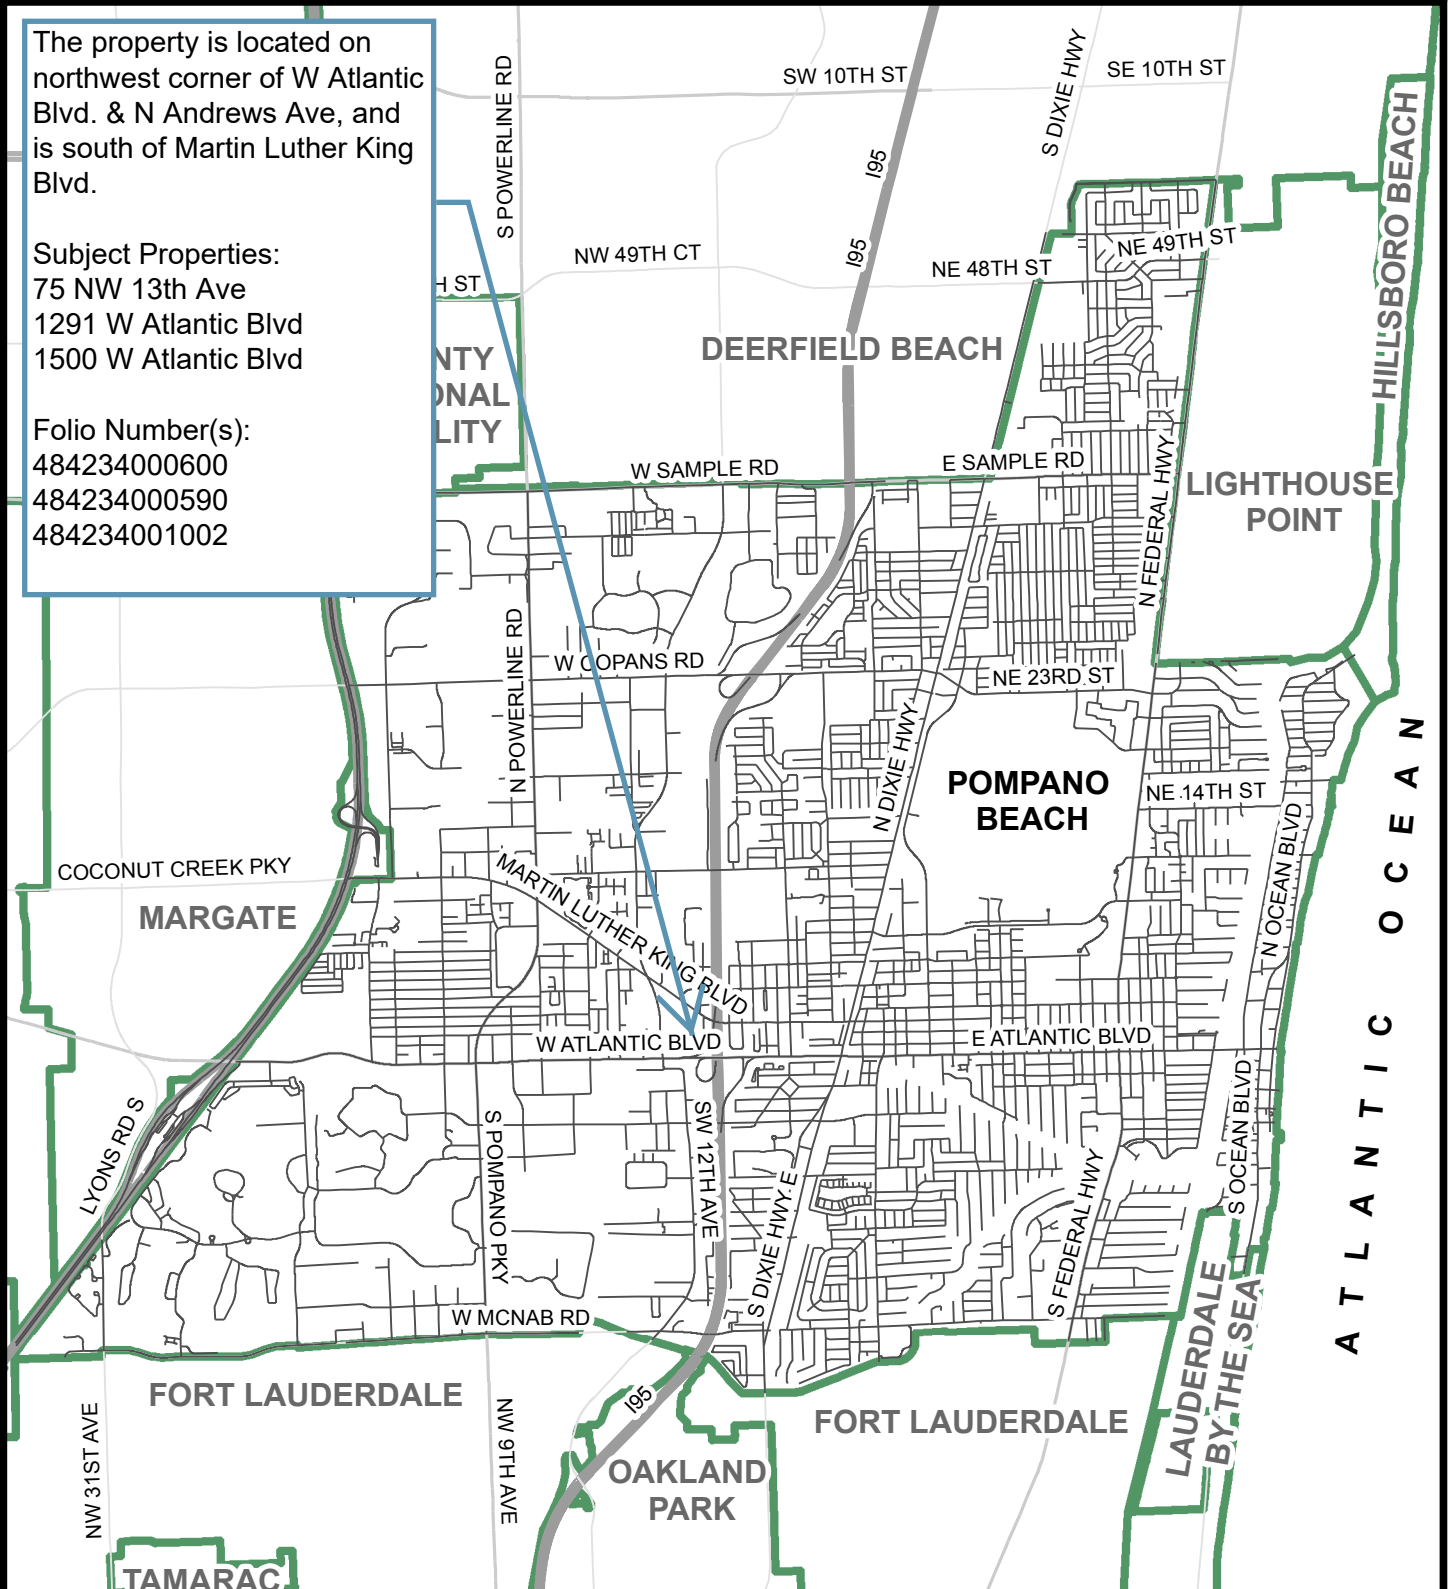 The property is located on
northwest corner of W Atlantic
Blvd. & N Andrews Ave, and
is south of Martin Luther King
Blvd.
Subject Properties:
75 NW 13th Ave
1291 W Atlantic Blvd
1500 W Atlantic Blvd
Folio Number(s):
484234000600
484234000590
484234001002
S POWERLINE RD
SW 10TH ST
SE 10TH ST
S DIXIE HWY
I95
HILLSBORO BEACH
I95
NW 49TH CT
NE 48TH ST
NE 49TH ST
H ST
NTY
ONAL
LITY
DEERFIELD BEACH
W SAMPLE RD
E SAMPLE RD
N FEDERAL HWY
LIGHTHOUSE
POINT
N POWERLINE RD
W COPANS RD
NE 23RD ST
N DIXIE HWY
POMPANO
BEACH
NE 14TH ST
N OCEAN BLVD
ATLANTIC OCEAN
COCONUT CREEK PKY
MARGATE
MARTIN LUTHER KING BLVD
W ATLANTIC BLVD
E ATLANTIC BLVD
LYONS RD S
S POMPANO PKY
SW 12TH AVE
S DIXIE HWY E
S FEDERAL HWY
S OCEAN BLVD
W MCNAB RD
LAUDERDALE
BY THE SEA
FORT LAUDERDALE
I95
FORT LAUDERDALE
NW 31ST AVE
NW 9TH AVE
OAKLAND
PARK
TAMARAC